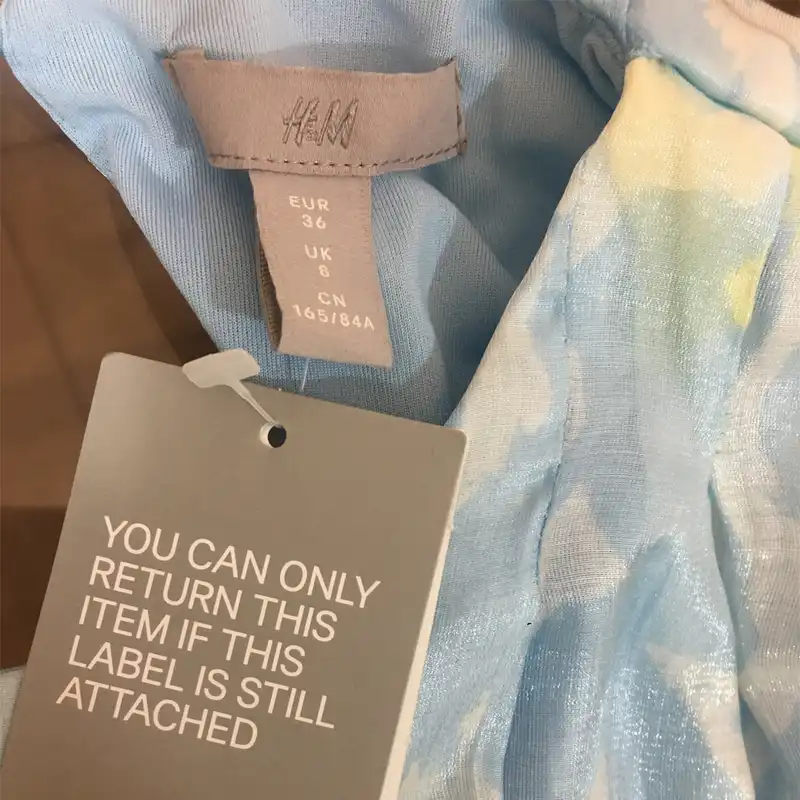 H&M
EUR
36
UK
8
CN
165/84A
YOU CAN ONLY
RETURN THIS
ITEM IF THIS
LABEL IS STILL
ATTACHED